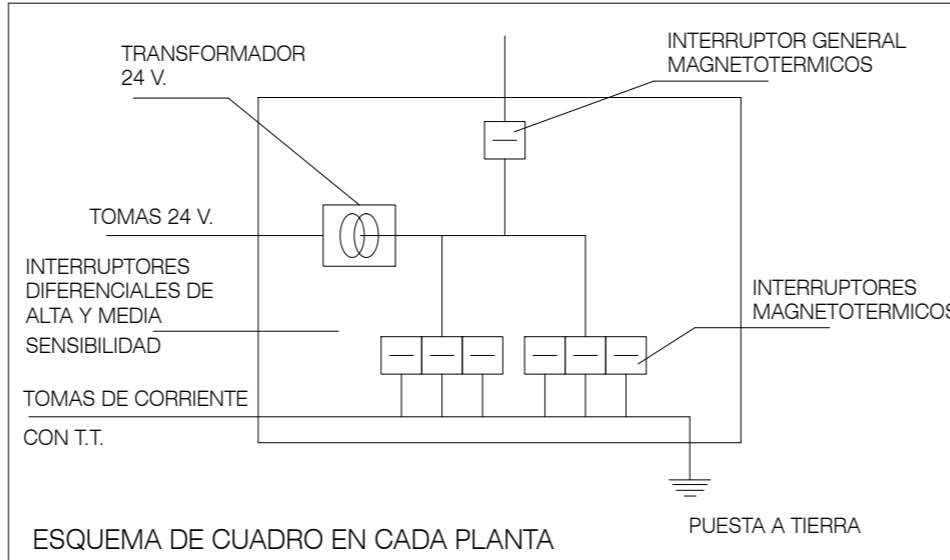 TRANSFORMADOR
24 V.
INTERRUPTOR GENERAL
MAGNETOTERMICOS
TOMAS 24 V.
INTERRUPTORES
DIFERENCIALES DE
ALTA Y MEDIA
SENSIBILIDAD
INTERRUPTORES
MAGNETOTERMICOS
TOMAS DE CORRIENTE
CON T.T.
PUESTA A TIERRA
ESQUEMA DE CUADRO EN CADA PLANTA